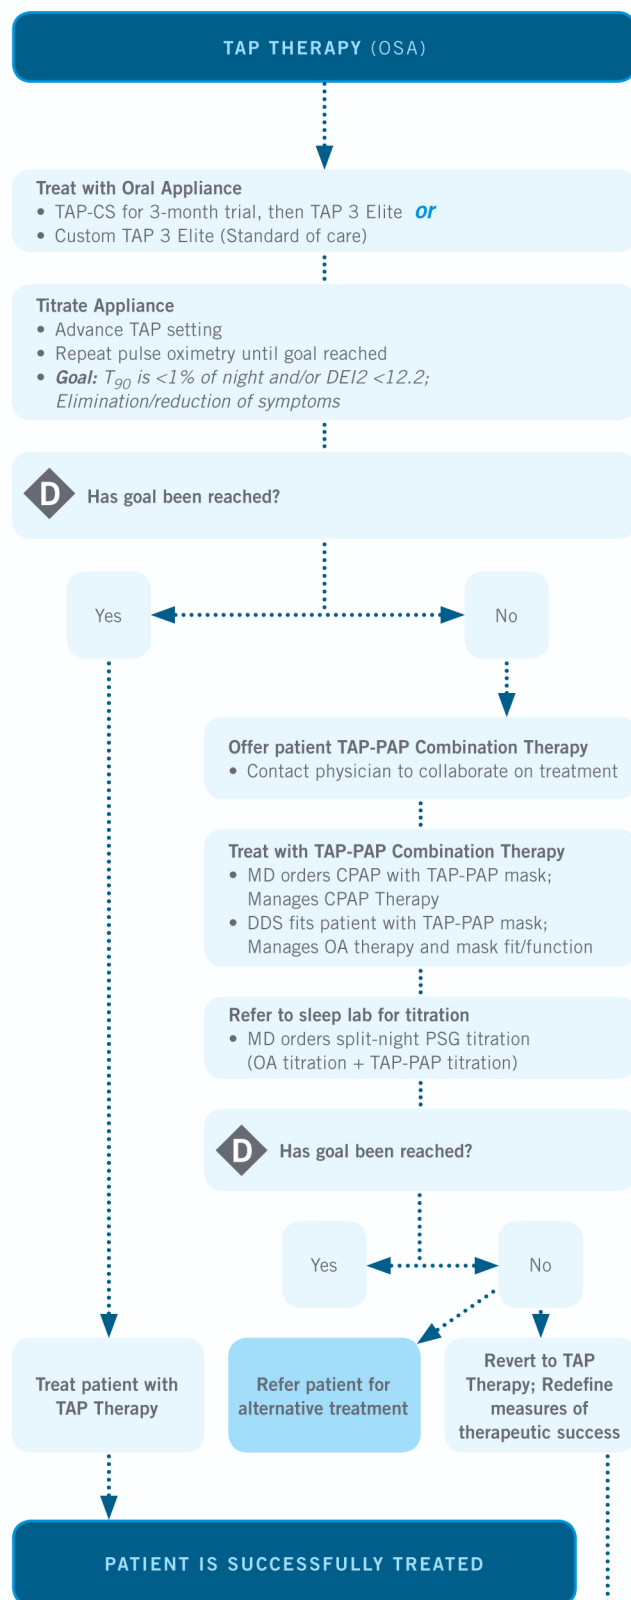 TAP THERAPY (OSA)
Treat with Oral Appliance
• TAP-CS for 3-month trial, then TAP 3 Elite or
• Custom TAP 3 Elite (Standard of care)
Titrate Appliance
• Advance TAP setting
• Repeat pulse oximetry until goal reached
• Goal: T90 is <1% of night and/or DEI2 <12.2;
Elimination/reduction of symptoms
D Has goal been reached?
Yes
No
Offer patient TAP-PAP Combination Therapy
• Contact physician to collaborate on treatment
Treat with TAP-PAP Combination Therapy
• MD orders CPAP with TAP-PAP mask;
Manages CPAP Therapy
• DDS fits patient with TAP-PAP mask;
Manages OA therapy and mask fit/function
Refer to sleep lab for titration
• MD orders split-night PSG titration
(OA titration + TAP-PAP titration)
D Has goal been reached?
Yes
No
Treat patient with
TAP Therapy
Refer patient for
alternative treatment
Revert to TAP
Therapy; Redefine
measures of
therapeutic success
PATIENT IS SUCCESSFULLY TREATED